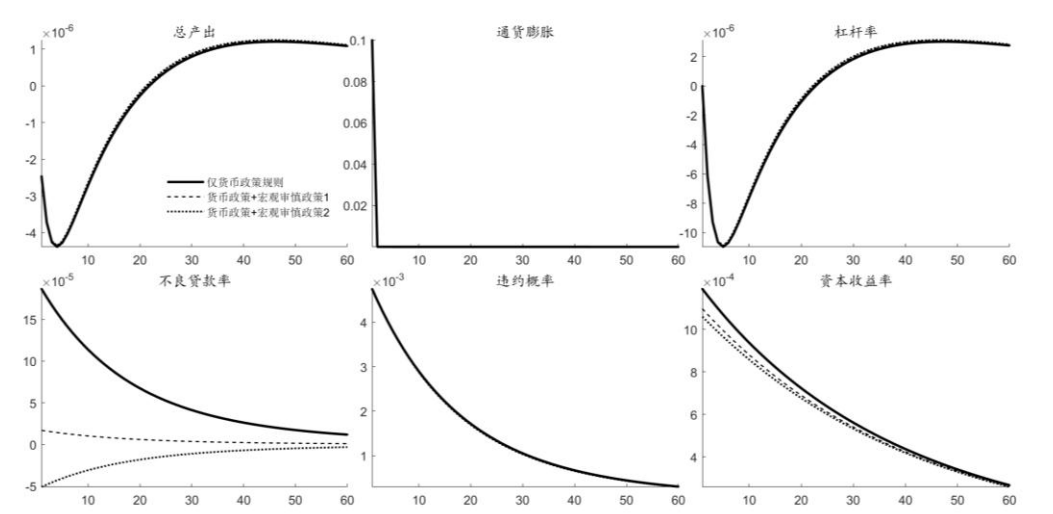 总产出
×10⁻⁶
1
0
-1
-2
-3
-4
10 20 30 40 50 60
仅货币政策规则
货币政策+宏观审慎政策1
货币政策+宏观审慎政策2
通货膨胀
0.1
0.08
0.06
0.04
0.02
10 20 30 40 50 60
杠杆率
×10⁻⁶
2
0
-2
-4
-6
-8
-10
10 20 30 40 50 60
不良贷款率
×10⁻⁵
15
10
5
0
-5
10 20 30 40 50 60
违约概率
×10⁻³
4
3
2
1
10 20 30 40 50 60
资本收益率
×10⁻⁴
10
8
6
4
10 20 30 40 50 60